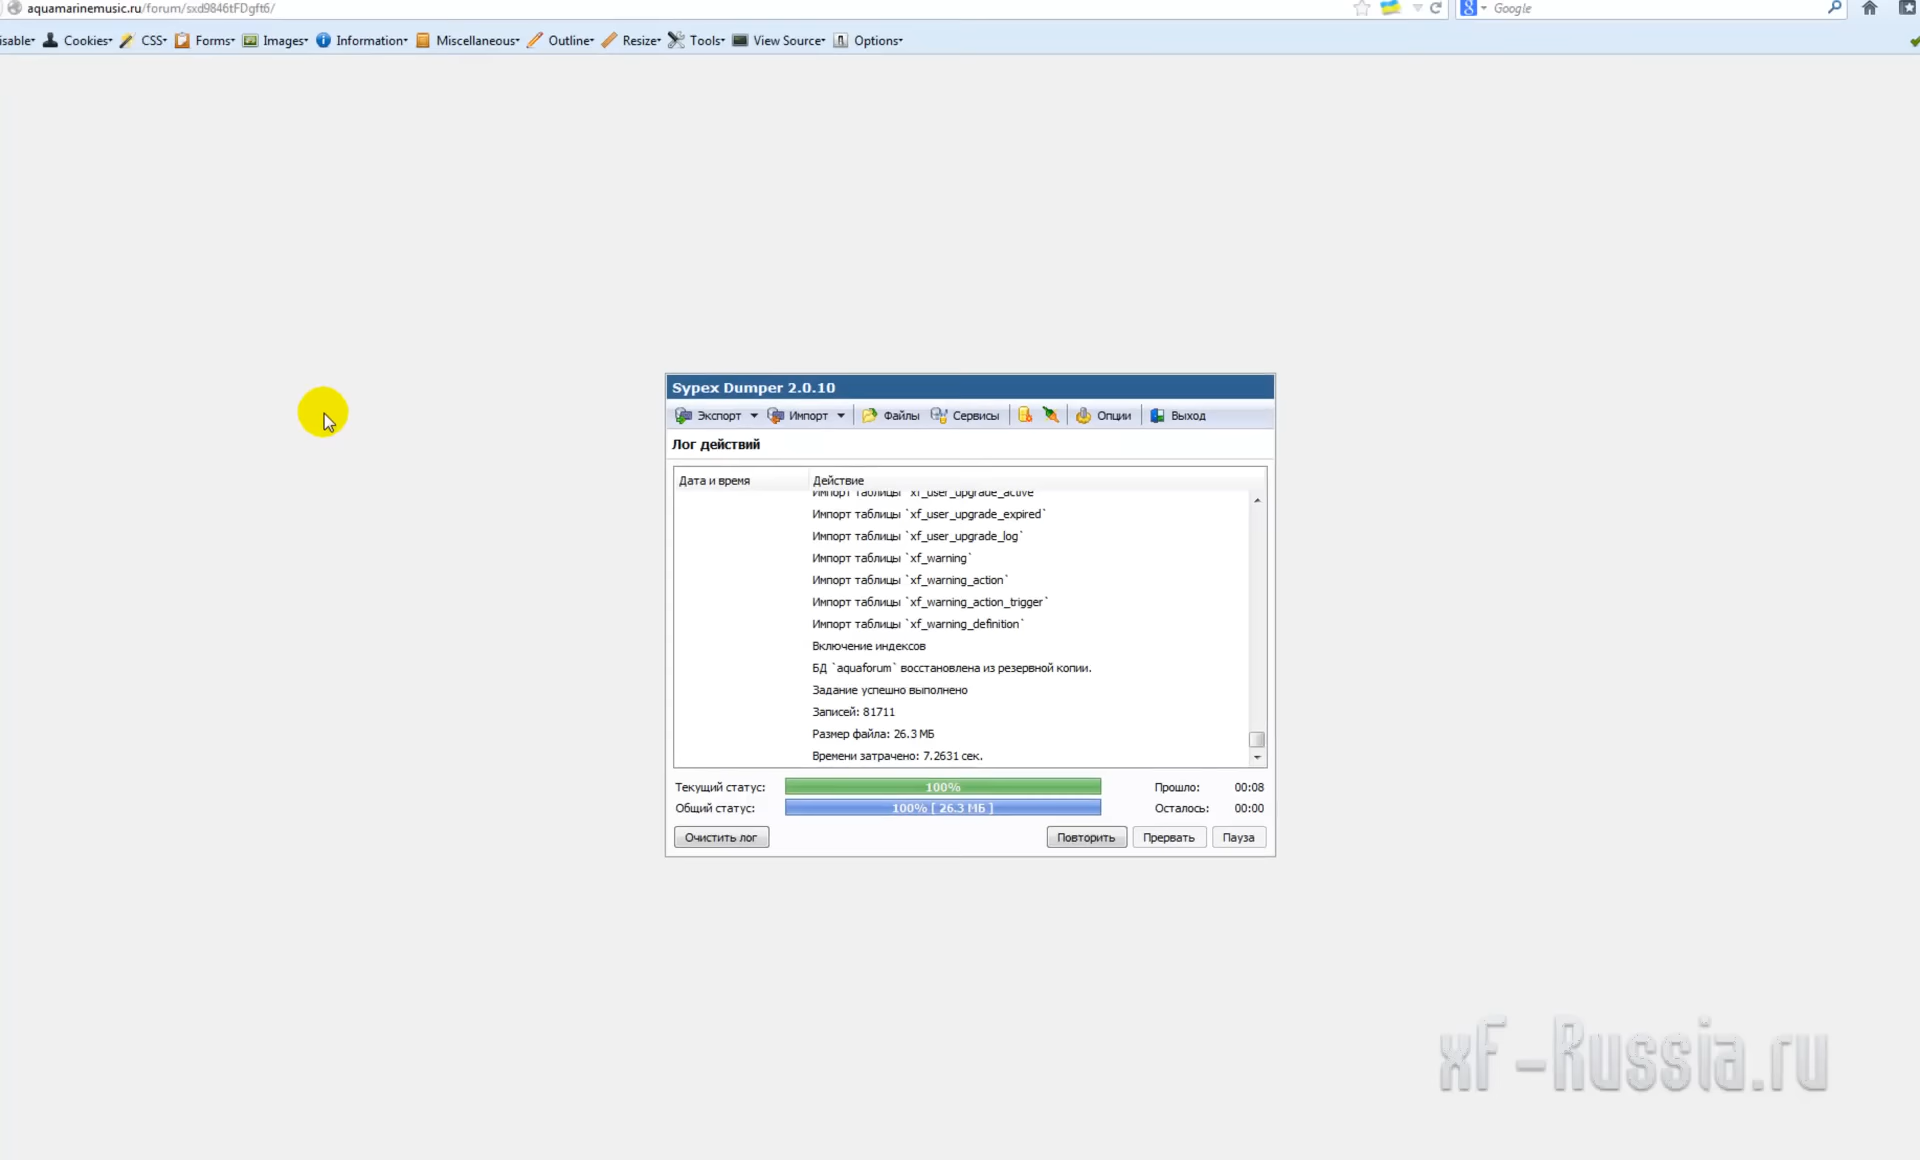 aquamarinemusic.ru/forum/sxd9846tFDgft6/
Google
isable Cookies CSS Forms Images Information Miscellaneous Outline Resize Tools View Source Options
Sypex Dumper 2.0.10
Экспорт Импорт Файлы Сервисы Опции Выход
Лог действий
Дата и время Действие
Импорт таблицы `xf_user_upgrade_active`
Импорт таблицы `xf_user_upgrade_expired`
Импорт таблицы `xf_user_upgrade_log`
Импорт таблицы `xf_warning`
Импорт таблицы `xf_warning_action`
Импорт таблицы `xf_warning_action_trigger`
Импорт таблицы `xf_warning_definition`
Включение индексов
БД `aquaforum` восстановлена из резервной копии.
Задание успешно выполнено
Записей: 81711
Размер файла: 26.3 МБ
Времени затрачено: 7.2631 сек.
Текущий статус: 100% Прошло: 00:08
Общий статус: 100% [ 26.3 МБ ] Осталось: 00:00
Очистить лог Повторить Прервать Пауза
xF-Russia.ru